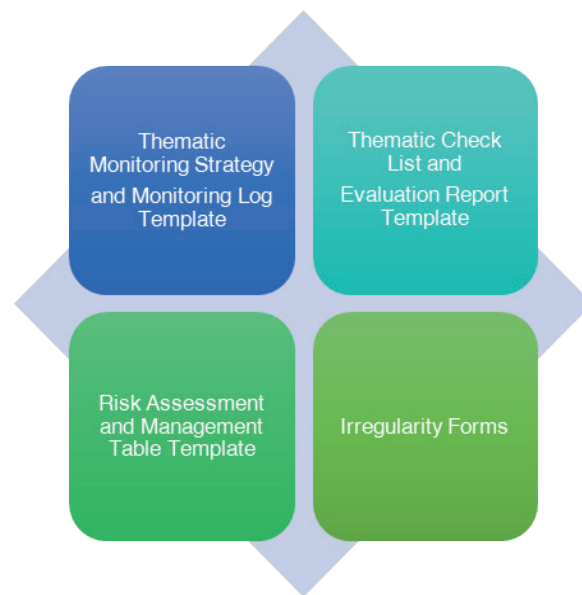 Thematic
Monitoring Strategy
and Monitoring Log
Template
Thematic Check
List and
Evaluation Report
Template
Risk Assessment
and Management
Table Template
Irregularity Forms